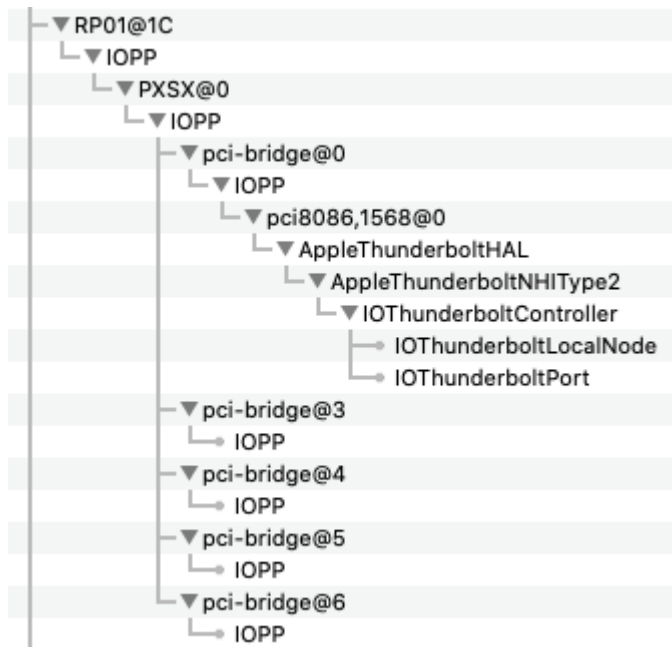 RP01@1C
IOPP
PXSX@0
IOPP
pci-bridge@0
IOPP
pci8086,1568@0
AppleThunderboltHAL
AppleThunderboltNHIType2
IOThunderboltController
IOThunderboltLocalNode
IOThunderboltPort
pci-bridge@3
IOPP
pci-bridge@4
IOPP
pci-bridge@5
IOPP
pci-bridge@6
IOPP